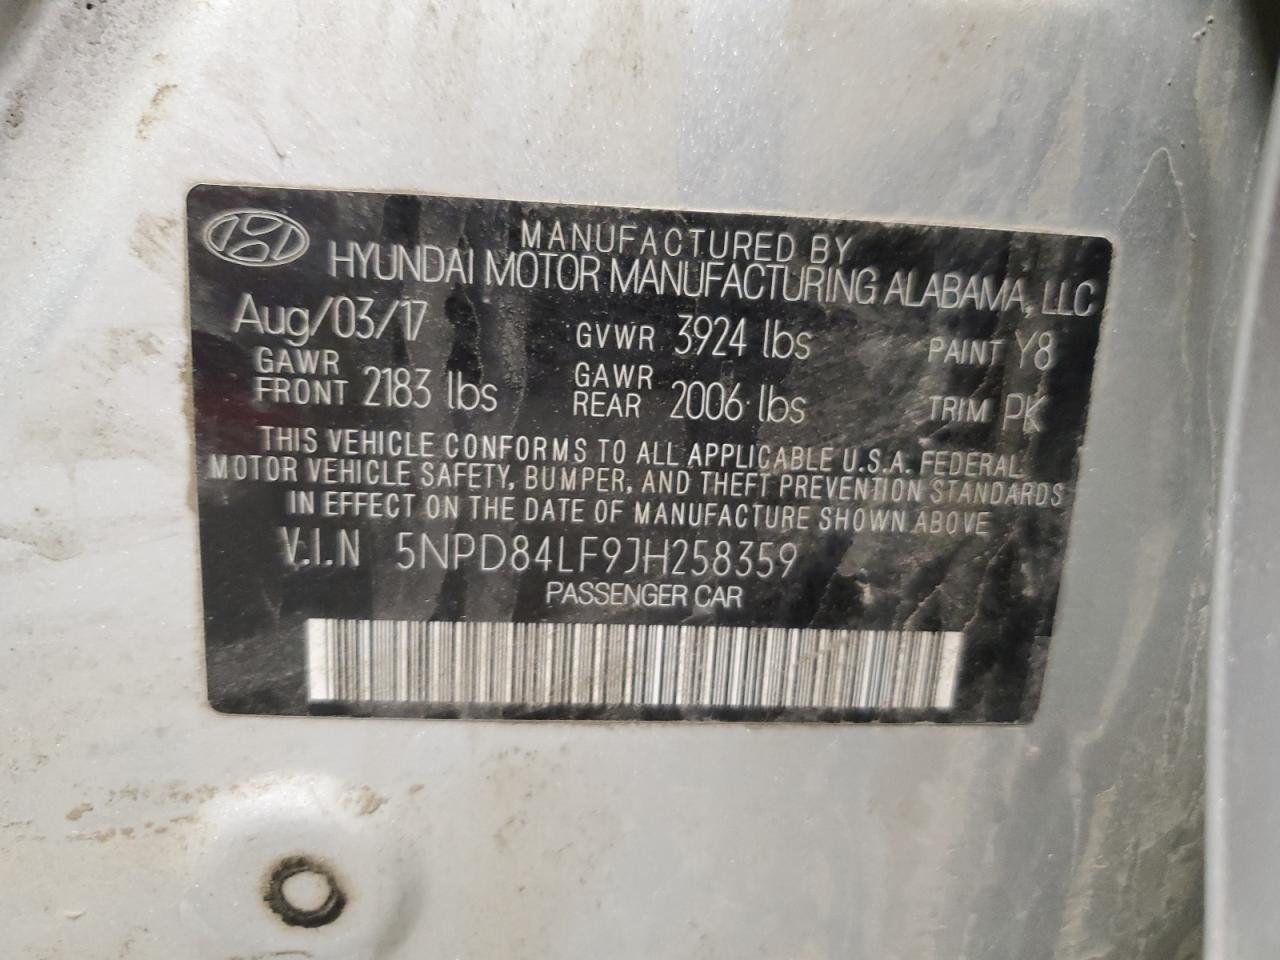 MANUFACTURED BY
HYUNDAI MOTOR MANUFACTURING ALABAMA, LLC
Aug/03/17 GVWR 3924 lbs PAINT Y8
GAWR FRONT 2183 lbs GAWR REAR 2006 lbs TRIM PK
THIS VEHICLE CONFORMS TO ALL APPLICABLE U.S.A. FEDERAL
MOTOR VEHICLE SAFETY, BUMPER, AND THEFT PREVENTION STANDARDS
IN EFFECT ON THE DATE OF MANUFACTURE SHOWN ABOVE
V.I.N 5NPD84LF9JH258359
PASSENGER CAR